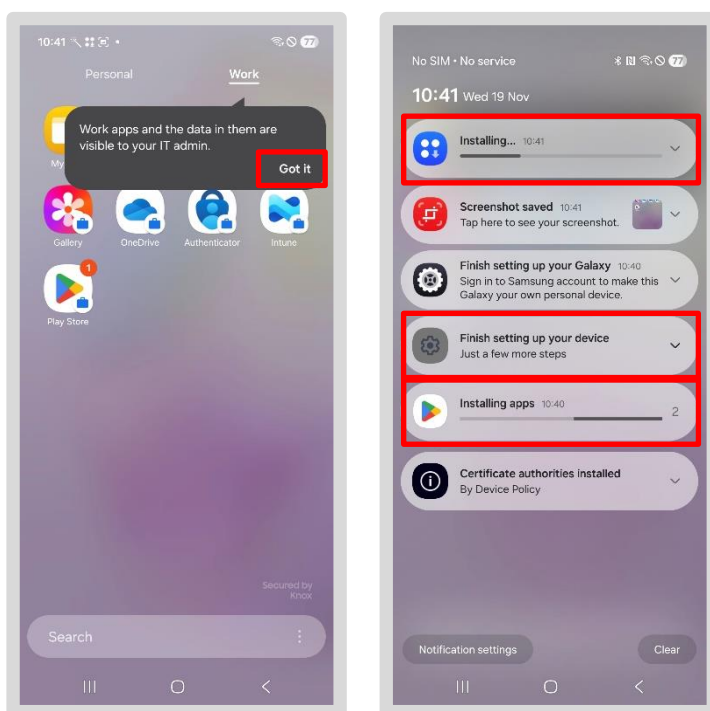 10:41
77
Personal
Work
Work apps and the data in them are
visible to your IT admin.
Got it
My
Gallery
OneDrive
Authenticator
Intune
1
Play Store
Secured by
Knox
Search
No SIM • No service
77
10:41 Wed 19 Nov
Installing... 10:41
Screenshot saved 10:41
Tap here to see your screenshot.
Finish setting up your Galaxy 10:40
Sign in to Samsung account to make this
Galaxy your own personal device.
Finish setting up your device
Just a few more steps
Installing apps 10:40
2
Certificate authorities installed
By Device Policy
Notification settings
Clear